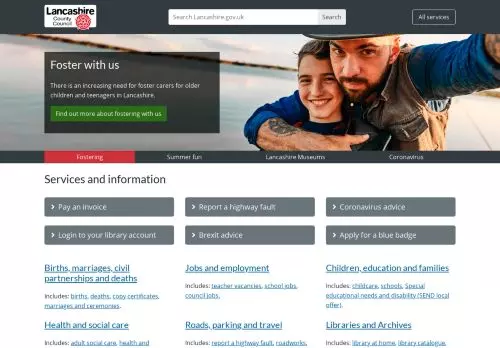 Lancashire
County
Council
Search Lancashire.gov.uk
Search
All services
Foster with us
There is an increasing need for foster carers for older
children and teenagers in Lancashire.
Find out more about fostering with us
Fostering
Summer fun
Lancashire Museums
Coronavirus
Services and information
Pay an invoice
Report a highway fault
Coronavirus advice
Login to your library account
Brexit advice
Apply for a blue badge
Births, marriages, civil
partnerships and deaths
Includes: births, deaths, copy certificates,
marriages and ceremonies.
Jobs and employment
Includes: teacher vacancies, school jobs,
council jobs.
Children, education and families
Includes: childcare, schools, Special
educational needs and disability (SEND local
offer).
Health and social care
Includes: adult social care, health and
Roads, parking and travel
Includes: report a highway fault, roadworks,
Libraries and Archives
Includes: library at home, library catalogue,